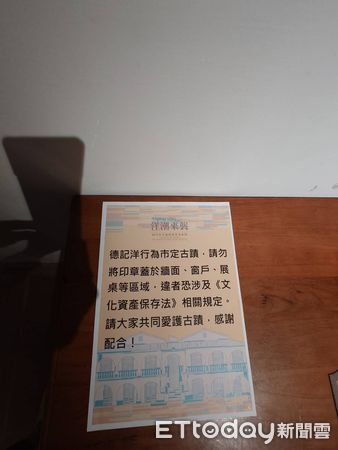 洋潮來襲
德記洋行為市定古蹟，請勿
將印章蓋於牆面、窗戶、展
桌等區域，違者恐涉及《文
化資產保存法》相關規定。
請大家共同愛護古蹟，感謝
配合！
ETtoday新聞雲